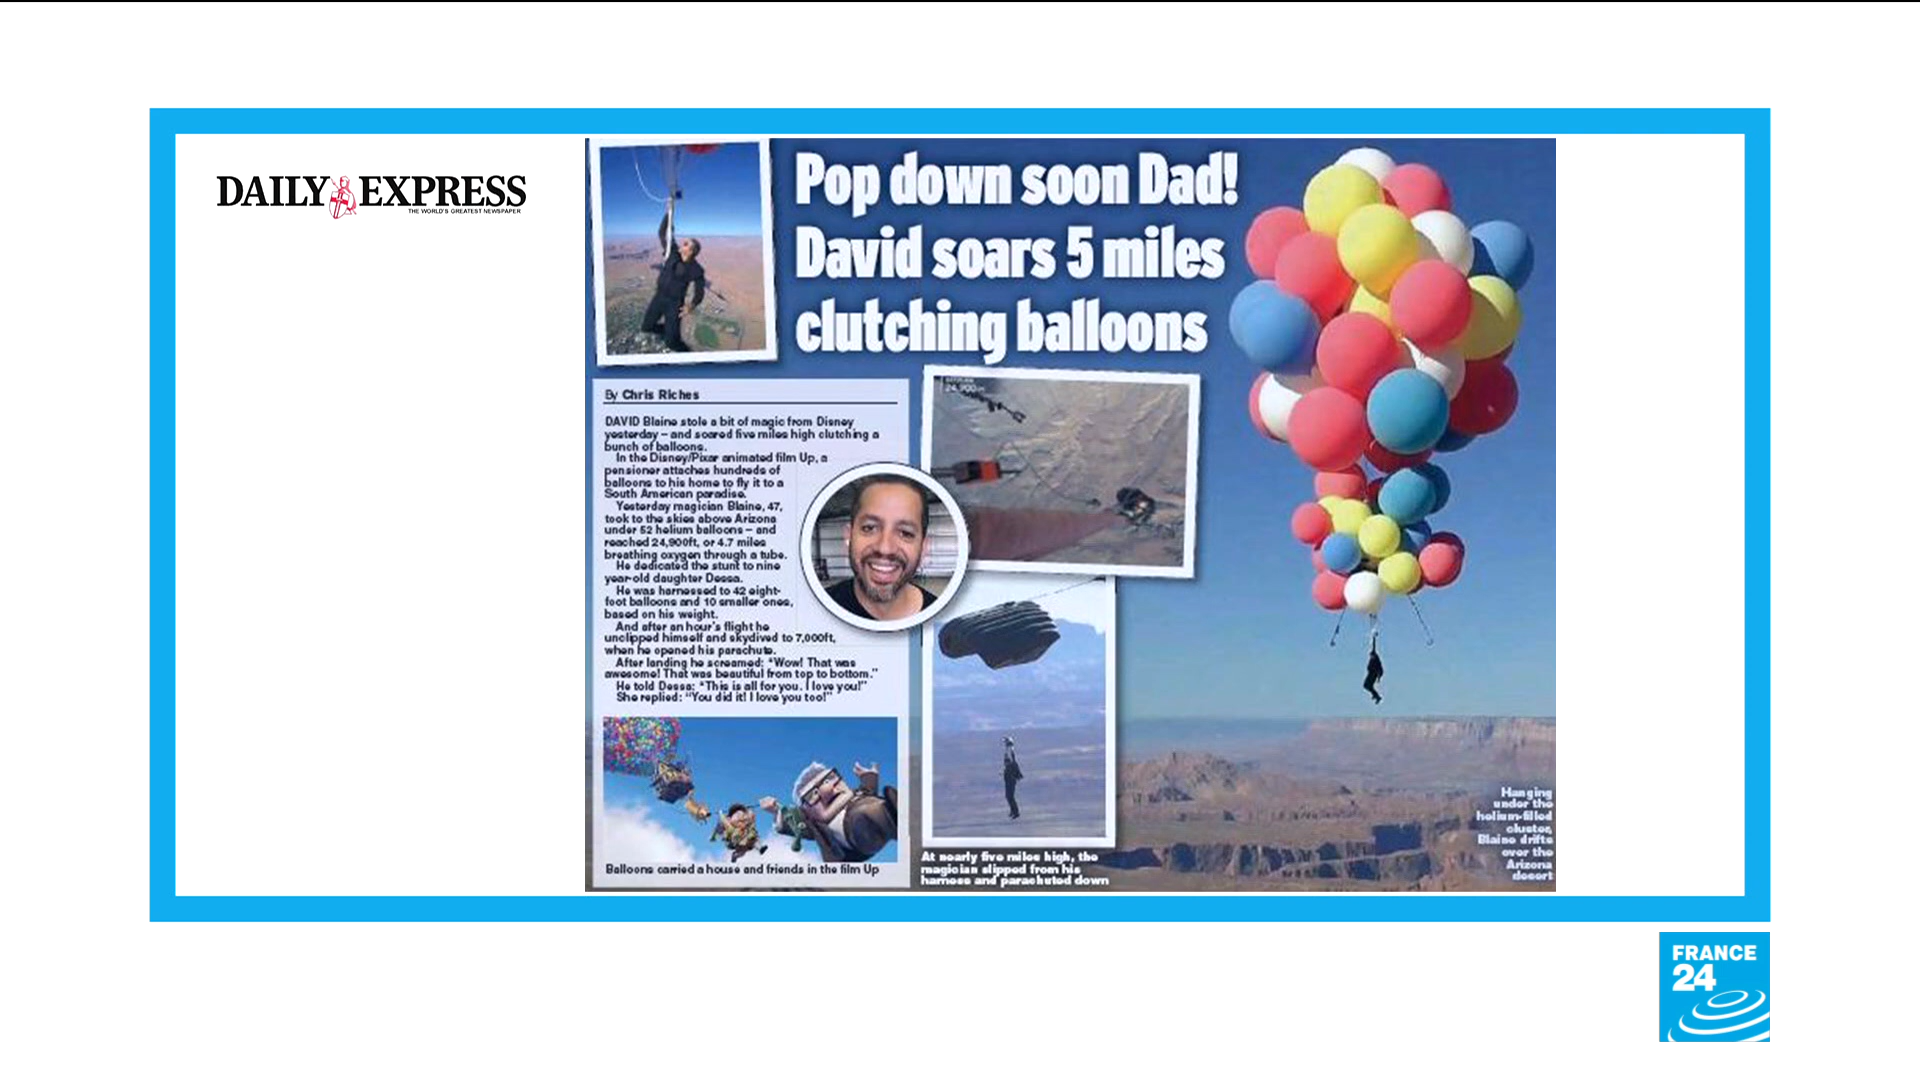 DAILY EXPRESS
THE WORLD'S GREATEST NEWSPAPER
Pop down soon Dad!
David soars 5 miles
clutching balloons
By Chris Riches
DAVID Blaine stole a bit of magic from Disney
yesterday – and soared five miles high clutching a
bunch of balloons.
In the Disney/Pixar animated film Up, a
pensioner attaches hundreds of
balloons to his home to fly it to a
South American paradise.
Yesterday magician Blaine, 47,
took to the skies above Arizona
under 52 helium balloons – and
reached 24,900ft, or 4.7 miles
breathing oxygen through a tube.
He dedicated the stunt to nine
year-old daughter Dessa.
He was harnessed to 42 eight-
foot balloons and 10 smaller ones,
based on his weight.
And after an hour's flight he
unclipped himself and skydived to 7,000ft,
when he opened his parachute.
After landing he screamed: "Wow! That was
awesome! That was beautiful from top to bottom."
He told Dessa: "This is all for you. I love you!"
She replied: "You did it! I love you too!"
Balloons carried a house and friends in the film Up
24,900
At nearly five miles high, the
magician slipped from his
harness and parachuted down
Hanging
under the
helium-filled
cluster,
Blaine drifts
over the
Arizona
desert
FRANCE
24